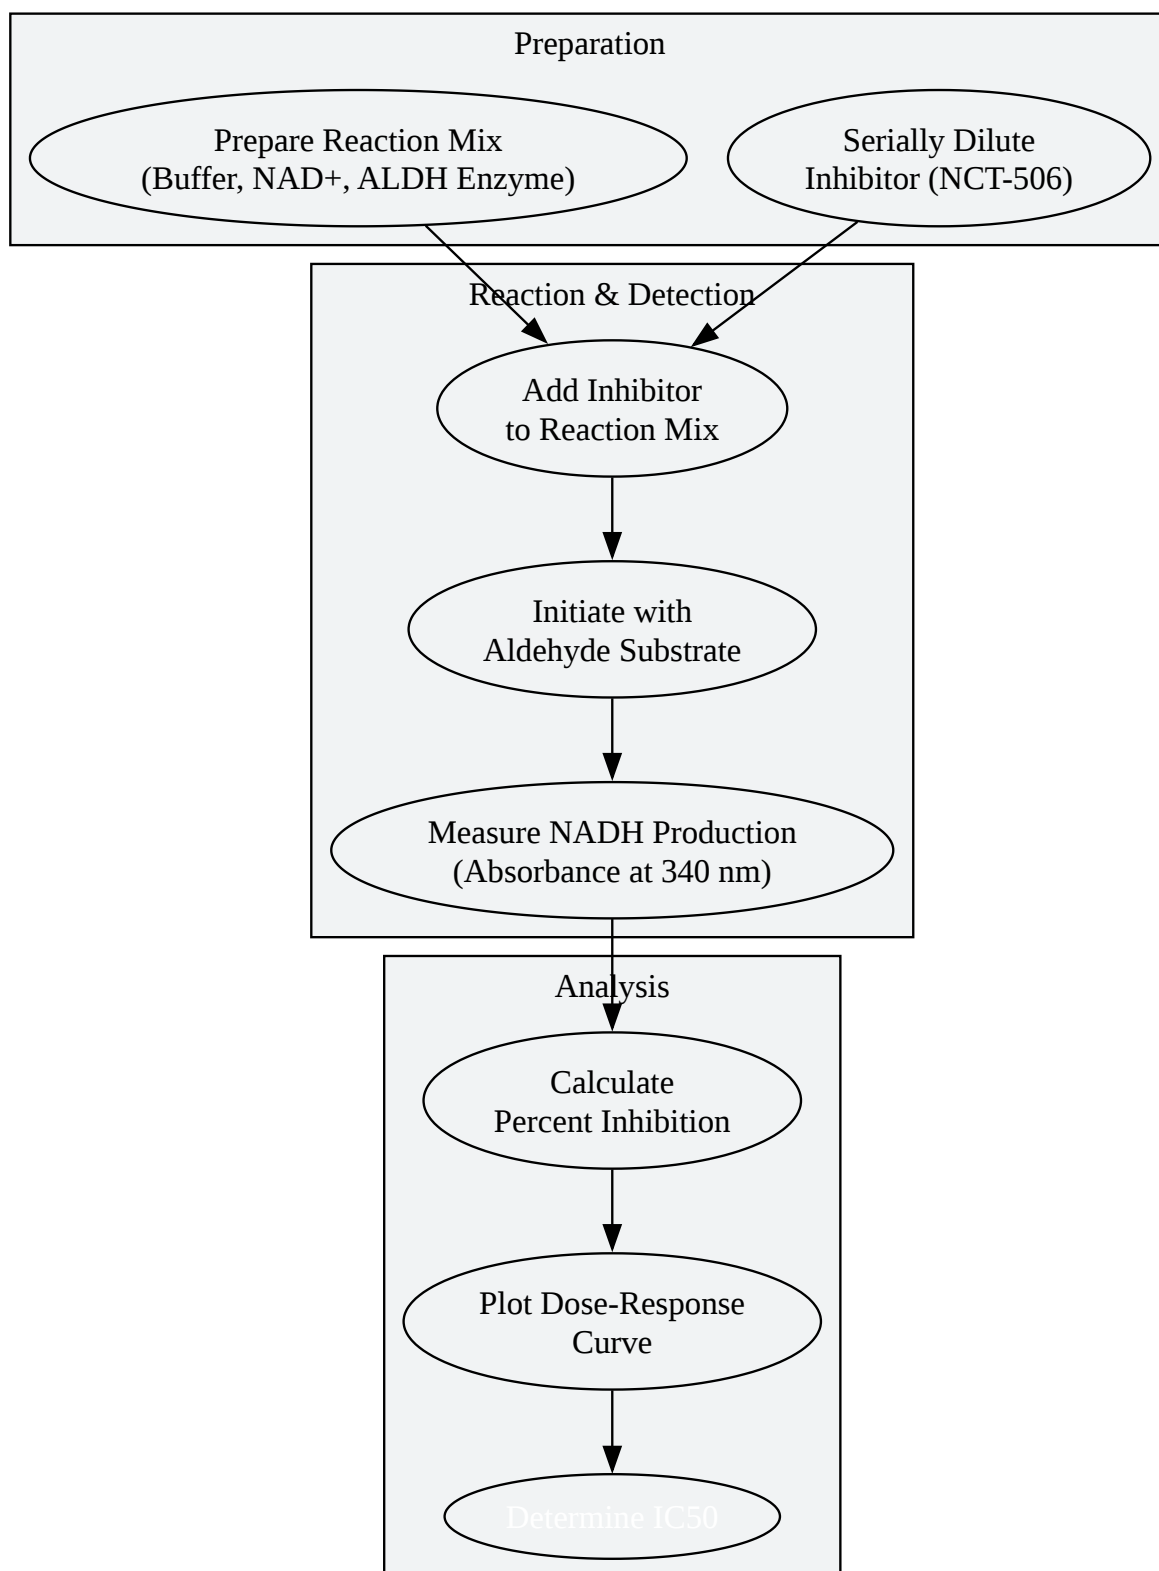 Preparation
Prepare Reaction Mix
(Buffer, NAD+, ALDH Enzyme)
Serially Dilute
Inhibitor (NCT-506)
Reaction & Detection
Add Inhibitor
to Reaction Mix
Initiate with
Aldehyde Substrate
Measure NADH Production
(Absorbance at 340 nm)
Analysis
Calculate
Percent Inhibition
Plot Dose-Response
Curve
Determine IC50